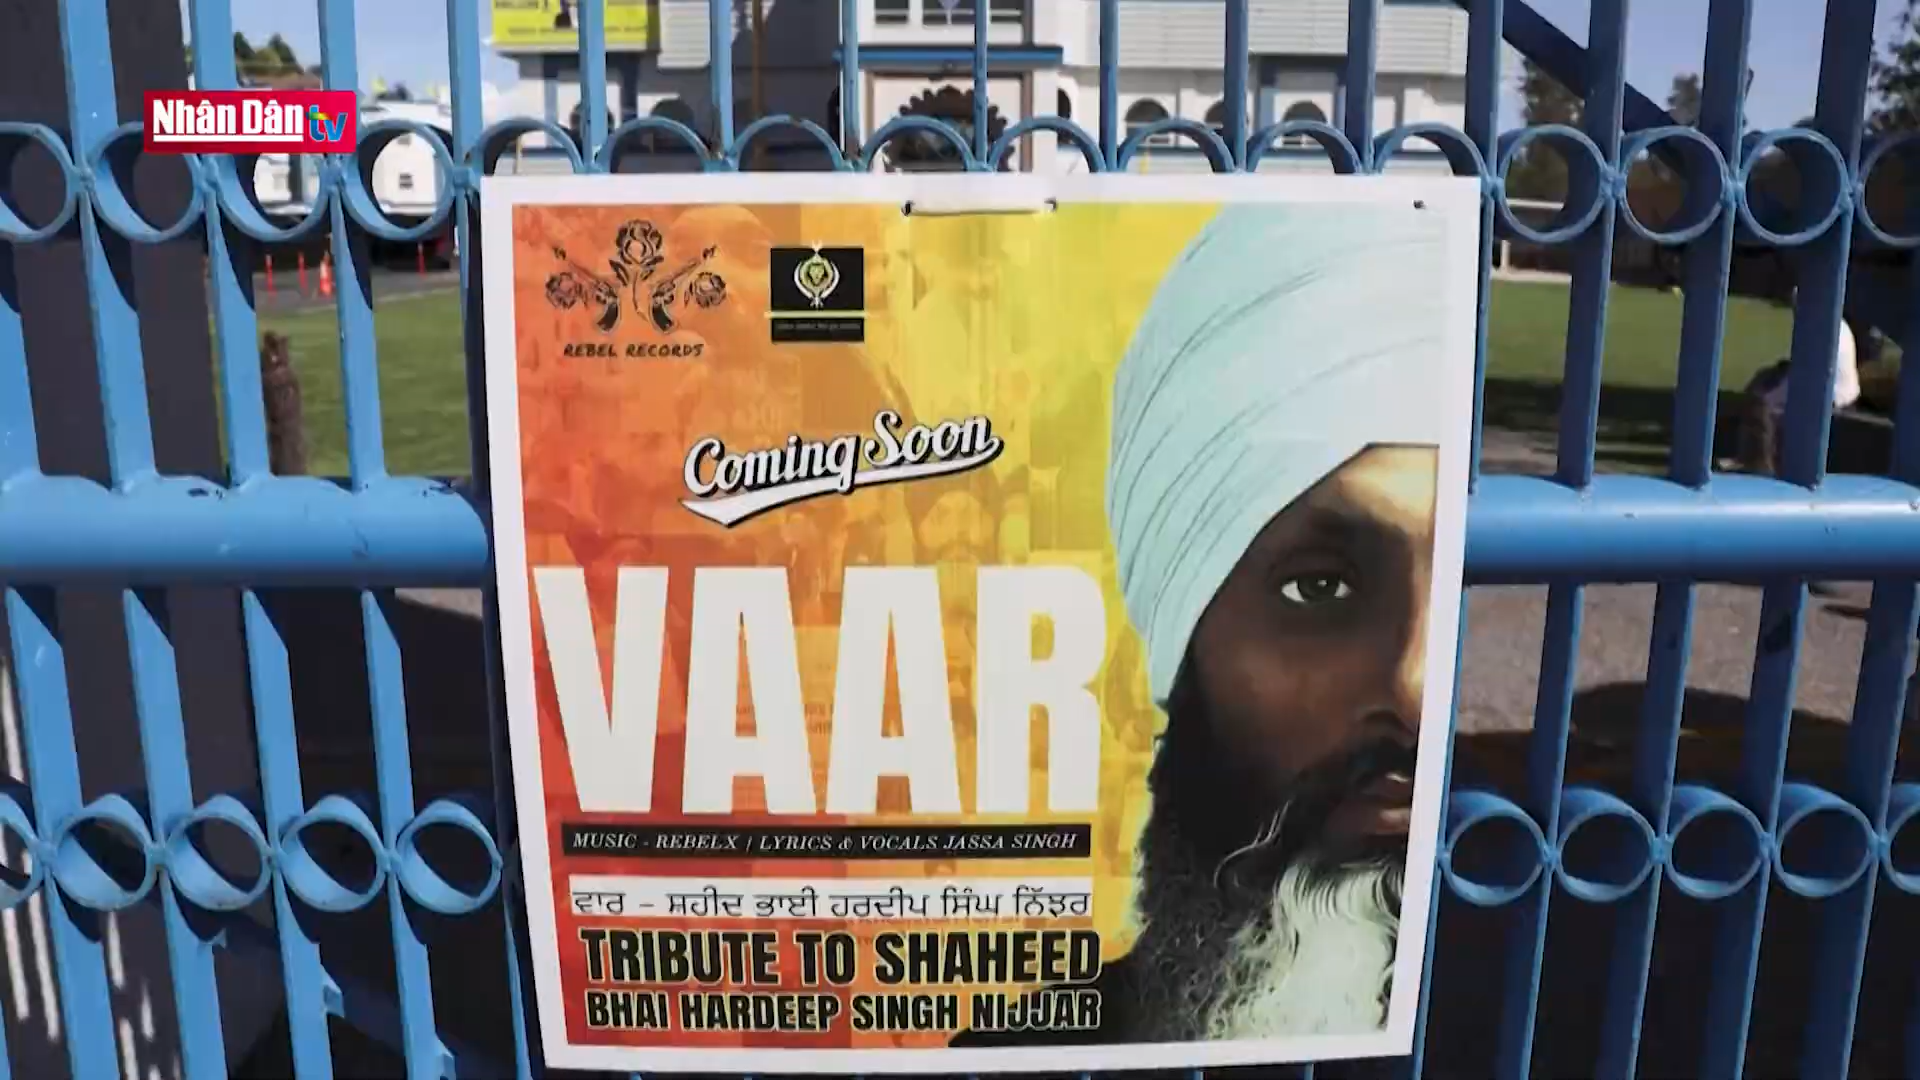 Nhân Dân tv
REBEL RECORDS
Coming Soon
VAAR
MUSIC - REBELX / LYRICS & VOCALS JASSA SINGH
ਵਾਰ – ਸ਼ਹੀਦ ਭਾਈ ਹਰਦੀਪ ਸਿੰਘ ਨਿੱਝਰ
TRIBUTE TO SHAHEED
BHAI HARDEEP SINGH NIJJAR